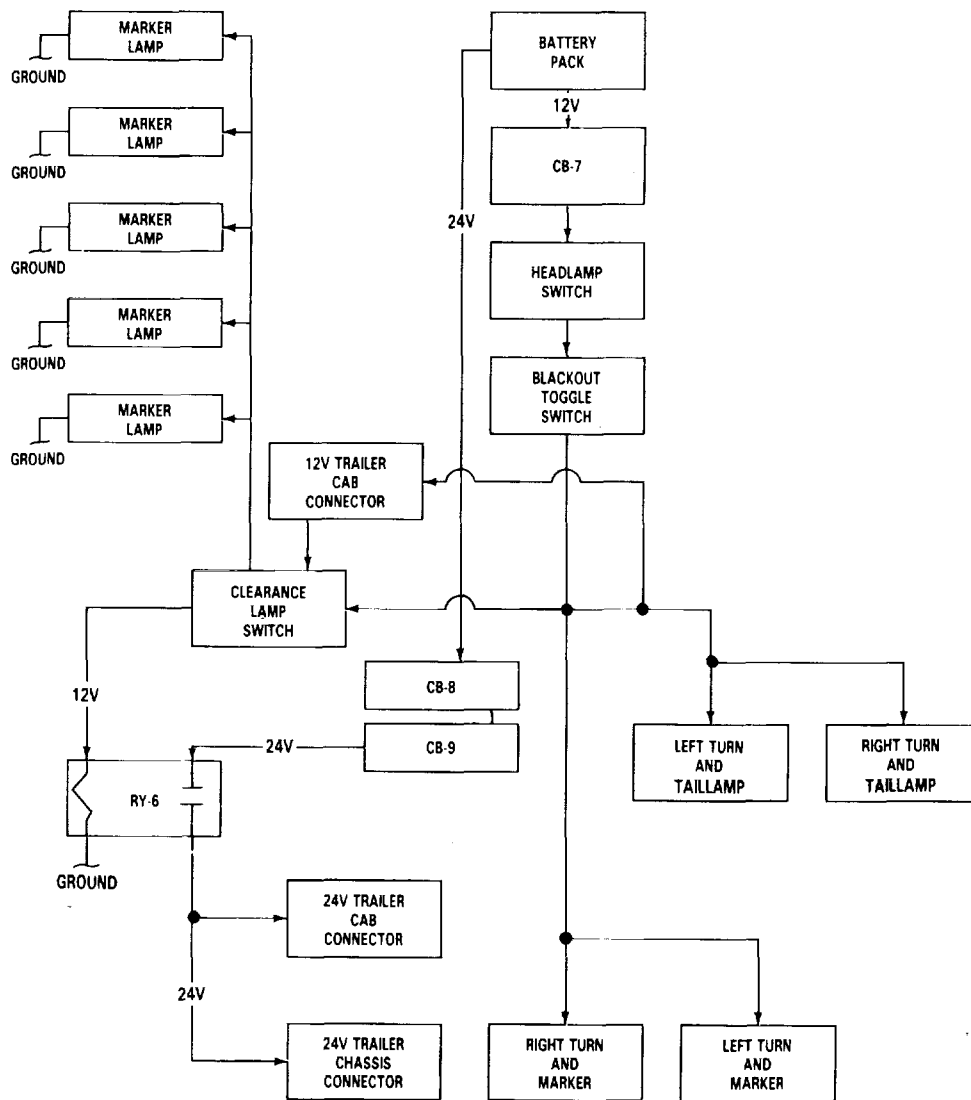 MARKER
LAMP
GROUND
MARKER
LAMP
GROUND
MARKER
LAMP
GROUND
MARKER
LAMP
GROUND
MARKER
LAMP
GROUND
BATTERY
PACK
12V
CB-7
24V
HEADLAMP
SWITCH
BLACKOUT
TOGGLE
SWITCH
12V TRAILER
CAB
CONNECTOR
CLEARANCE
LAMP
SWITCH
12V
CB-8
CB-9
24V
RY-6
GROUND
LEFT TURN
AND
TAILLAMP
RIGHT TURN
AND
TAILLAMP
24V TRAILER
CAB
CONNECTOR
24V
24V TRAILER
CHASSIS
CONNECTOR
RIGHT TURN
AND
MARKER
LEFT TURN
AND
MARKER